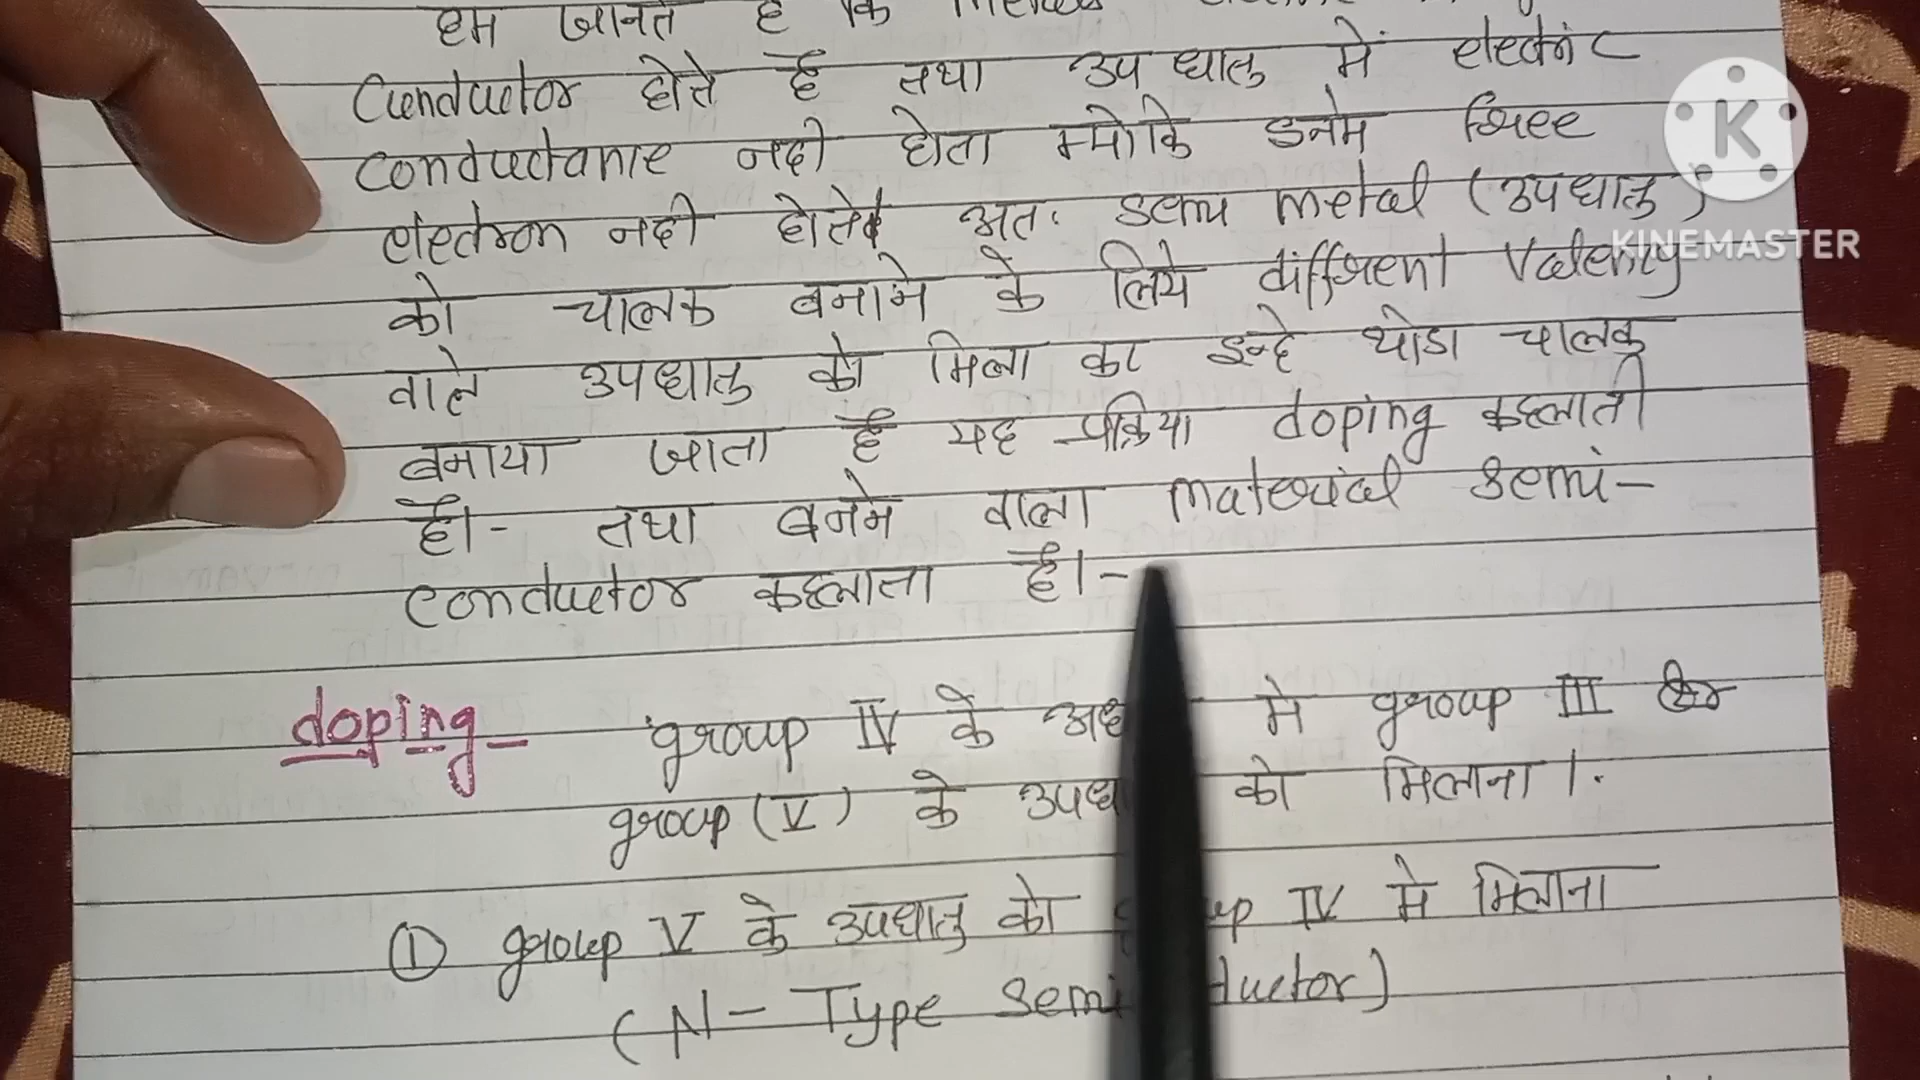 हम जानते है कि
Conductor होते है तथा उपधातु में electric
conductance नही होता क्योकि इनमे free
electron नही होते अतः semi metal (उपधातु)
को चालक बनाने के लिये different Valency
वाले उपधातु को मिला कर इन्हे थोडा चालक
बनाया जाता है यह प्रक्रिया doping कहलाती
है।- तथा बनने वाला material semi-
conductor कहलाता है।-
doping - group IV के में group III
group (V) के को मिलाना।
① group V के उपधातु को IV मे मिलाना
(N - Type
K
KINEMASTER